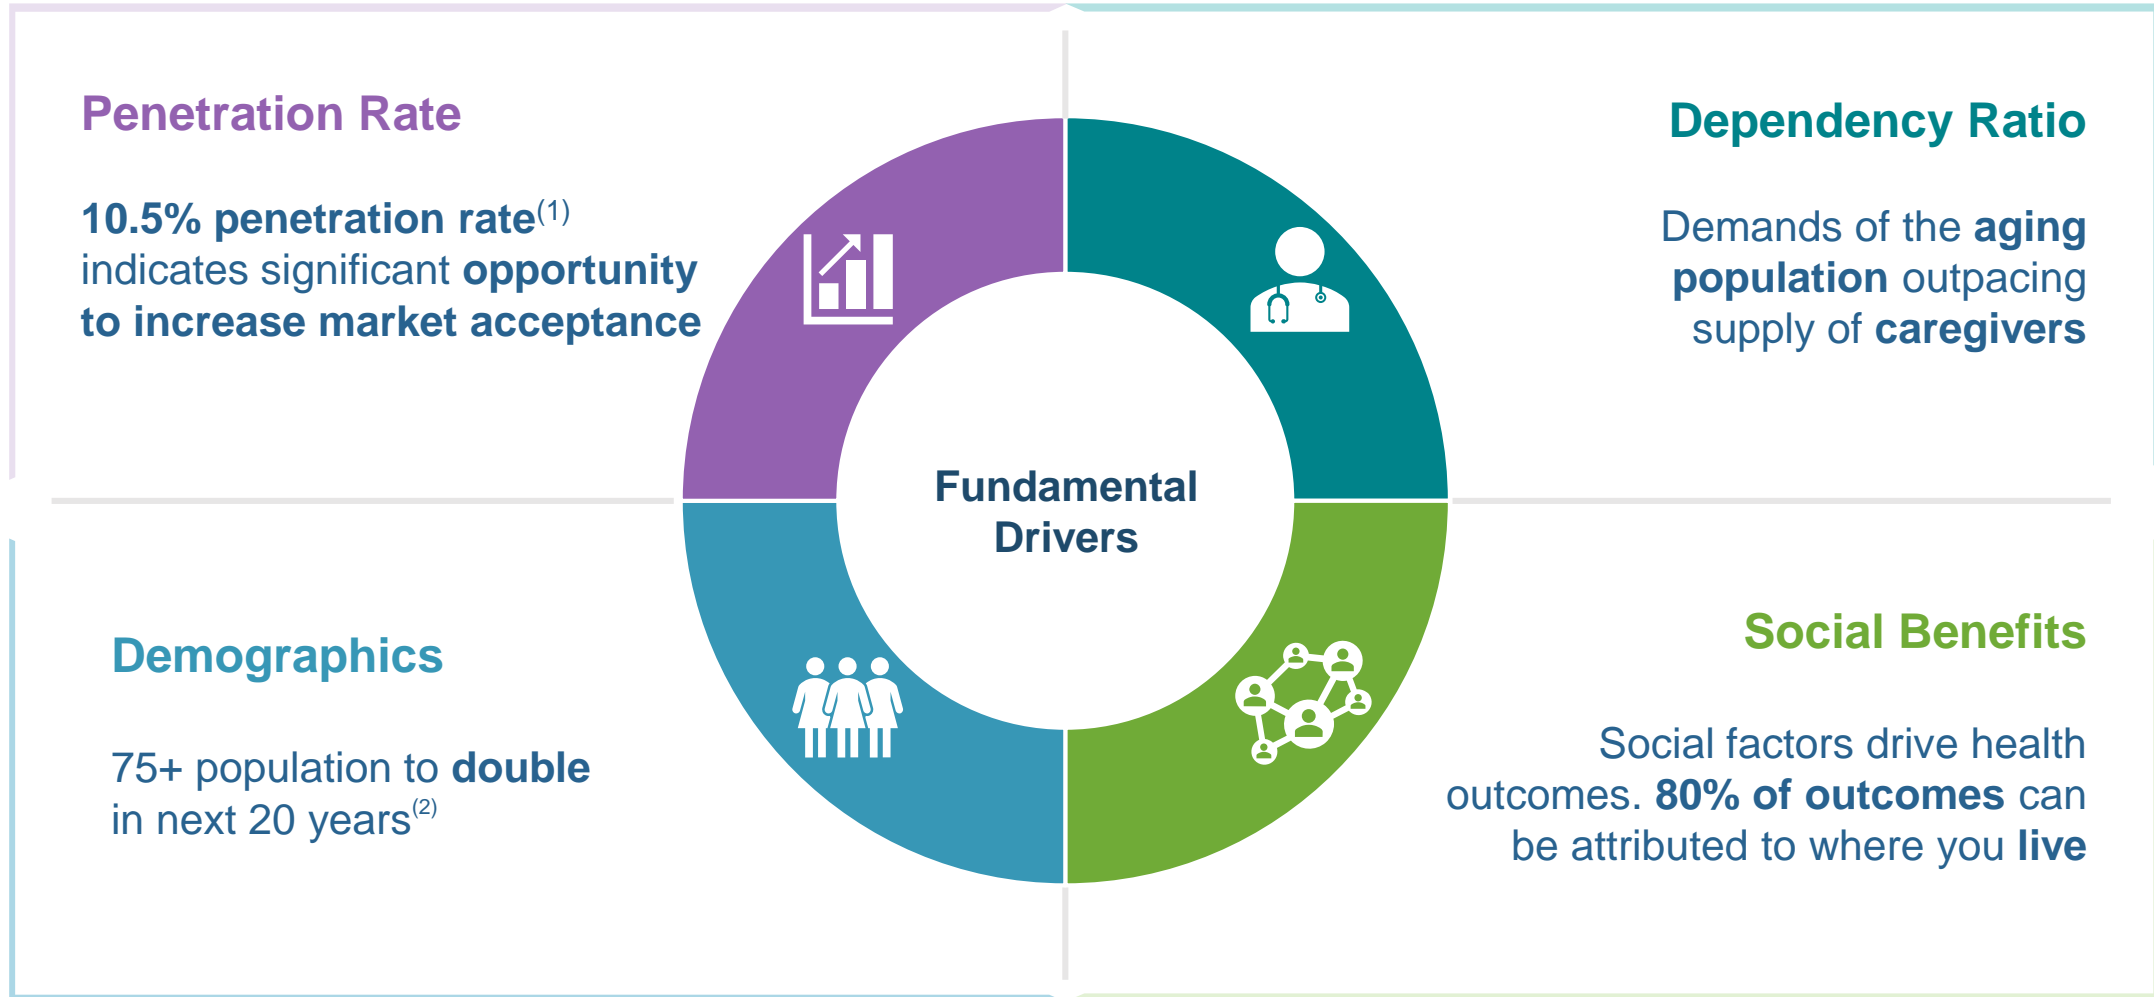 Penetration Rate
10.5% penetration rate(1)
indicates significant opportunity
to increase market acceptance
Dependency Ratio
Demands of the aging
population outpacing
supply of caregivers
Fundamental
Drivers
Demographics
75+ population to double
in next 20 years(2)
Social Benefits
Social factors drive health
outcomes. 80% of outcomes can
be attributed to where you live